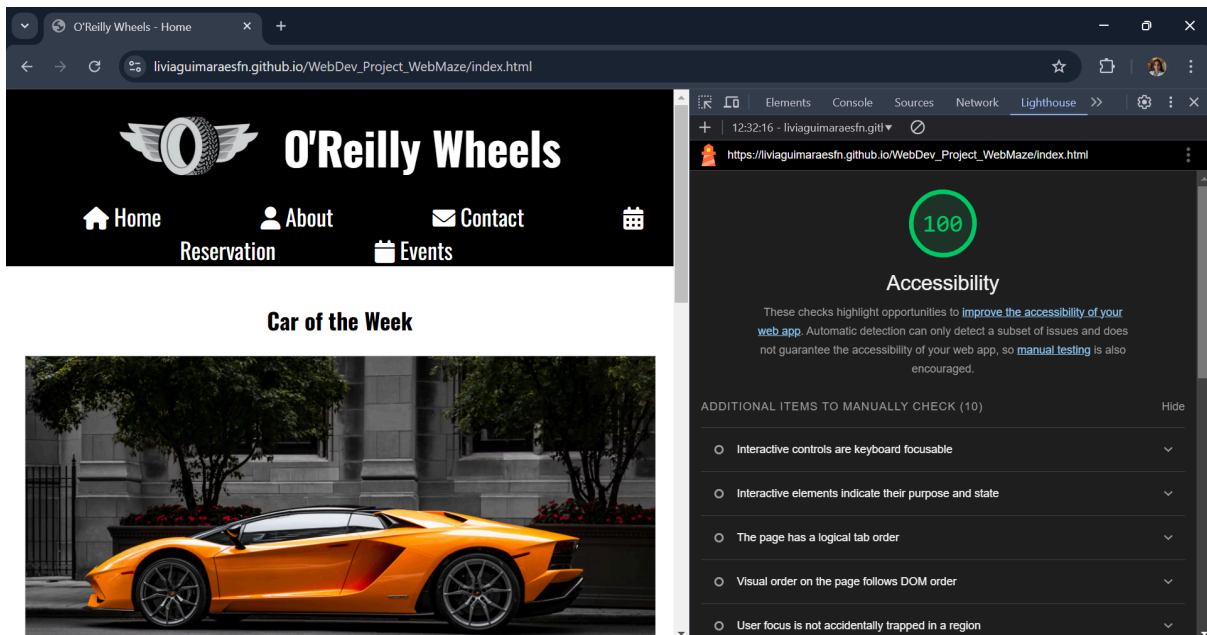 O'Reilly Wheels - Home
liviaguimaraesfn.github.io/WebDev_Project_WebMaze/index.html
O'Reilly Wheels
Home About Contact
Reservation Events
Car of the Week
Elements Console Sources Network Lighthouse
12:32:16 - liviaguimaraesfn.gitl
https://liviaguimaraesfn.github.io/WebDev_Project_WebMaze/index.html
100
Accessibility
These checks highlight opportunities to improve the accessibility of your
web app. Automatic detection can only detect a subset of issues and does
not guarantee the accessibility of your web app, so manual testing is also
encouraged.
ADDITIONAL ITEMS TO MANUALLY CHECK (10) Hide
Interactive controls are keyboard focusable
Interactive elements indicate their purpose and state
The page has a logical tab order
Visual order on the page follows DOM order
User focus is not accidentally trapped in a region